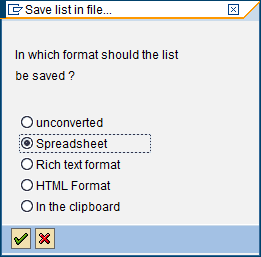 Save list in file...
In which format should the list
be saved ?
unconverted
Spreadsheet
Rich text format
HTML Format
In the clipboard